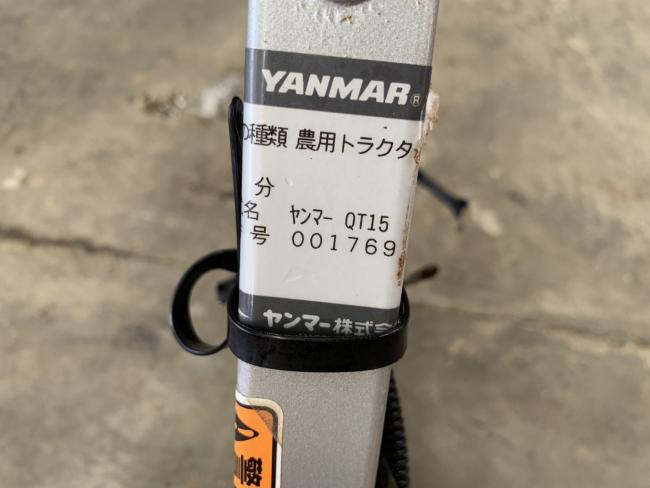 YANMAR®
の種類 農用トラクタ
分
名 ヤンマー QT15
号 001769
ヤンマー株式会
警